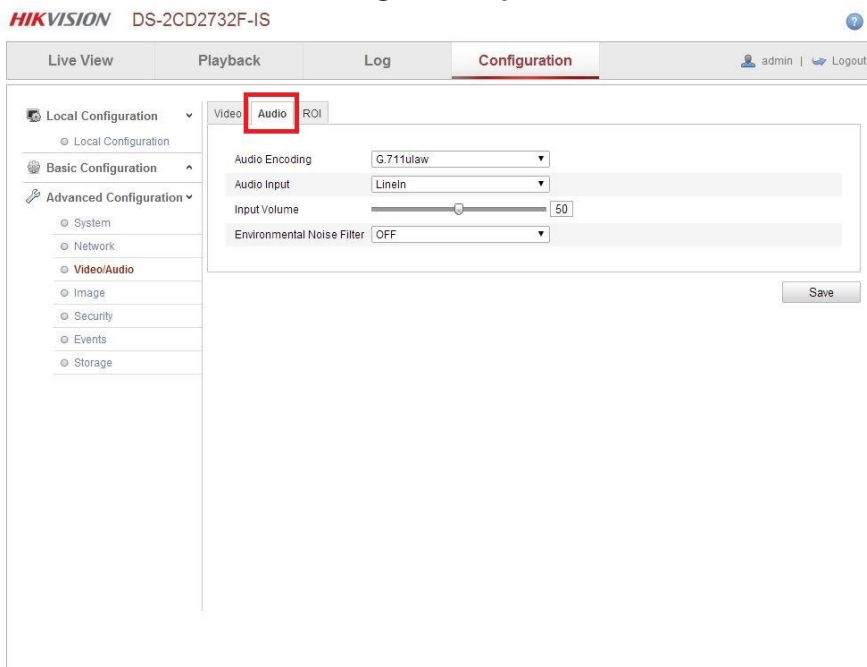 HIKVISION DS-2CD2732F-IS
Live View Playback Log Configuration admin | Logout
Local Configuration
Local Configuration
Basic Configuration
Advanced Configuration
System
Network
Video/Audio
Image
Security
Events
Storage
Video Audio ROI
Audio Encoding G.711ulaw
Audio Input LineIn
Input Volume 50
Environmental Noise Filter OFF
Save